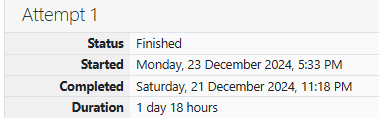 Attempt 1
Status Finished
Started Monday, 23 December 2024, 5:33 PM
Completed Saturday, 21 December 2024, 11:18 PM
Duration 1 day 18 hours